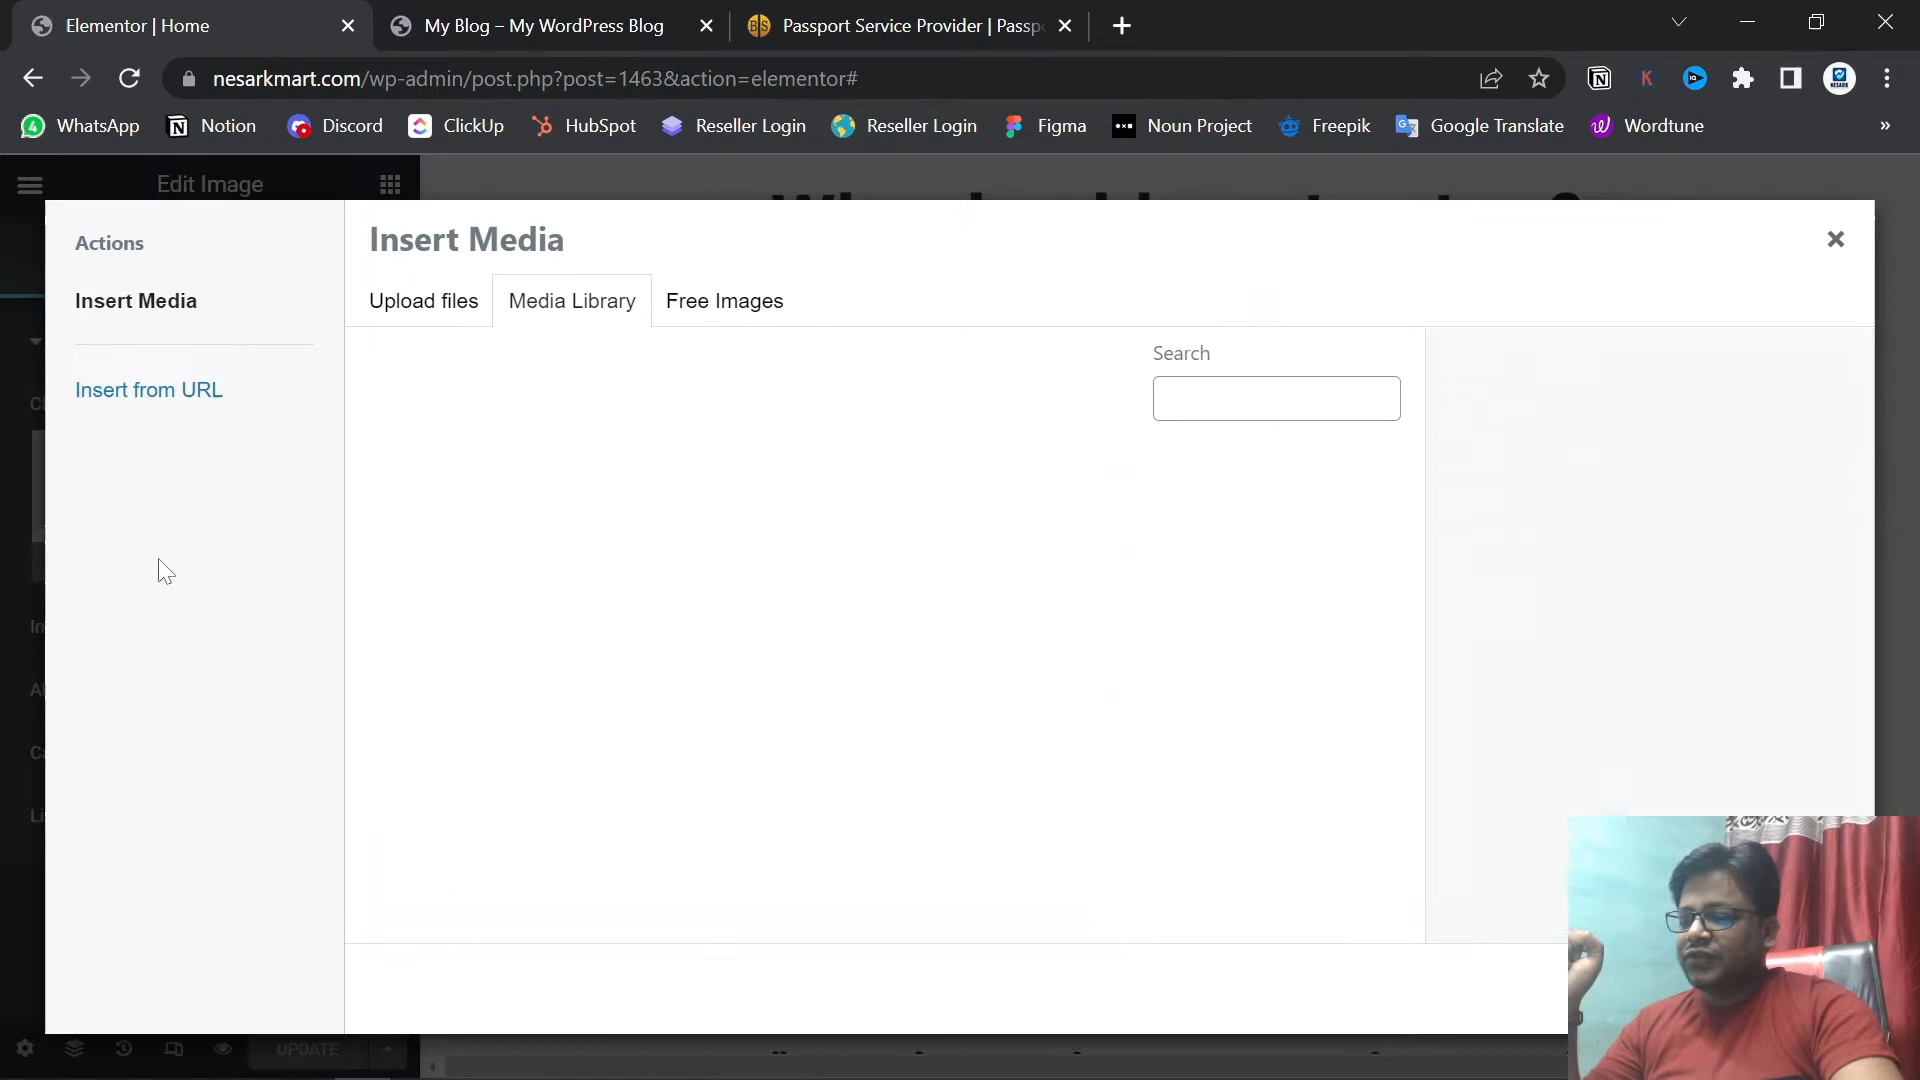 Elementor | Home
My Blog – My WordPress Blog
Passport Service Provider | Passp
nesarkmart.com/wp-admin/post.php?post=1463&action=elementor#
WhatsApp
Notion
Discord
ClickUp
HubSpot
Reseller Login
Reseller Login
Figma
Noun Project
Freepik
Google Translate
Wordtune
»
Edit Image
Actions
Insert Media
Insert from URL
Insert Media
Upload files
Media Library
Free Images
Search
UPDATE